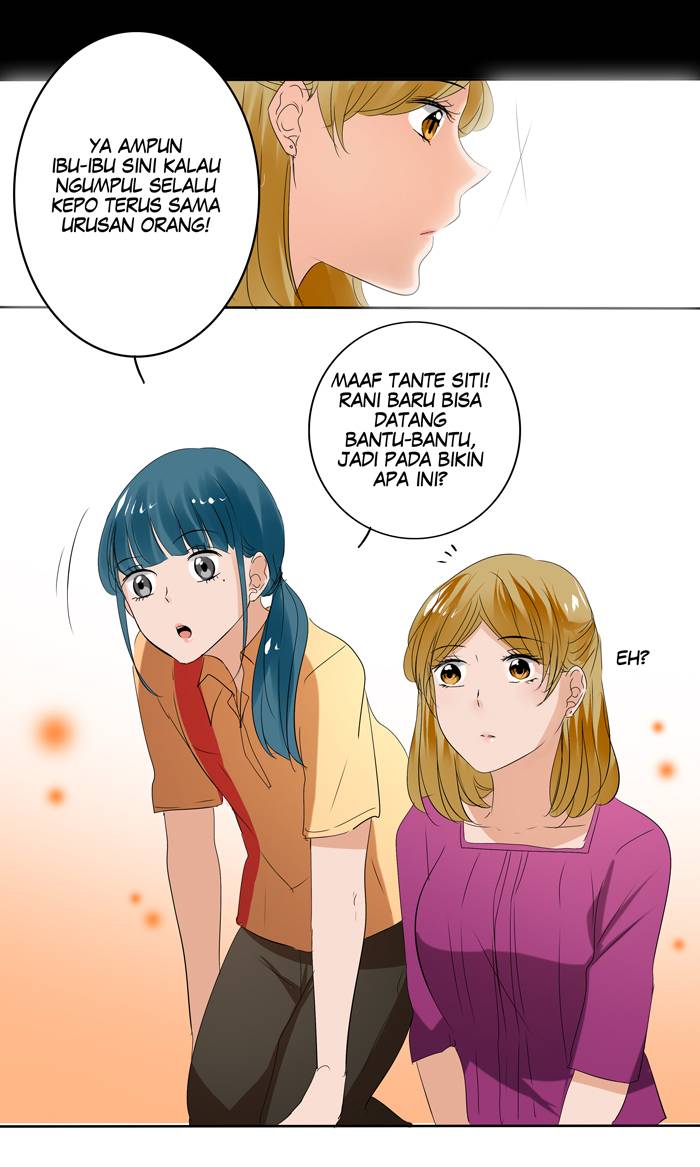 YA AMPUN
IBU-IBU SINI KALAU
NGUMPUL SELALU
KEPO TERUS SAMA
URUSAN ORANG!
MAAF TANTE SITI!
RANI BARU BISA
DATANG
BANTU-BANTU,
JADI PADA BIKIN
APA INI?
EH?